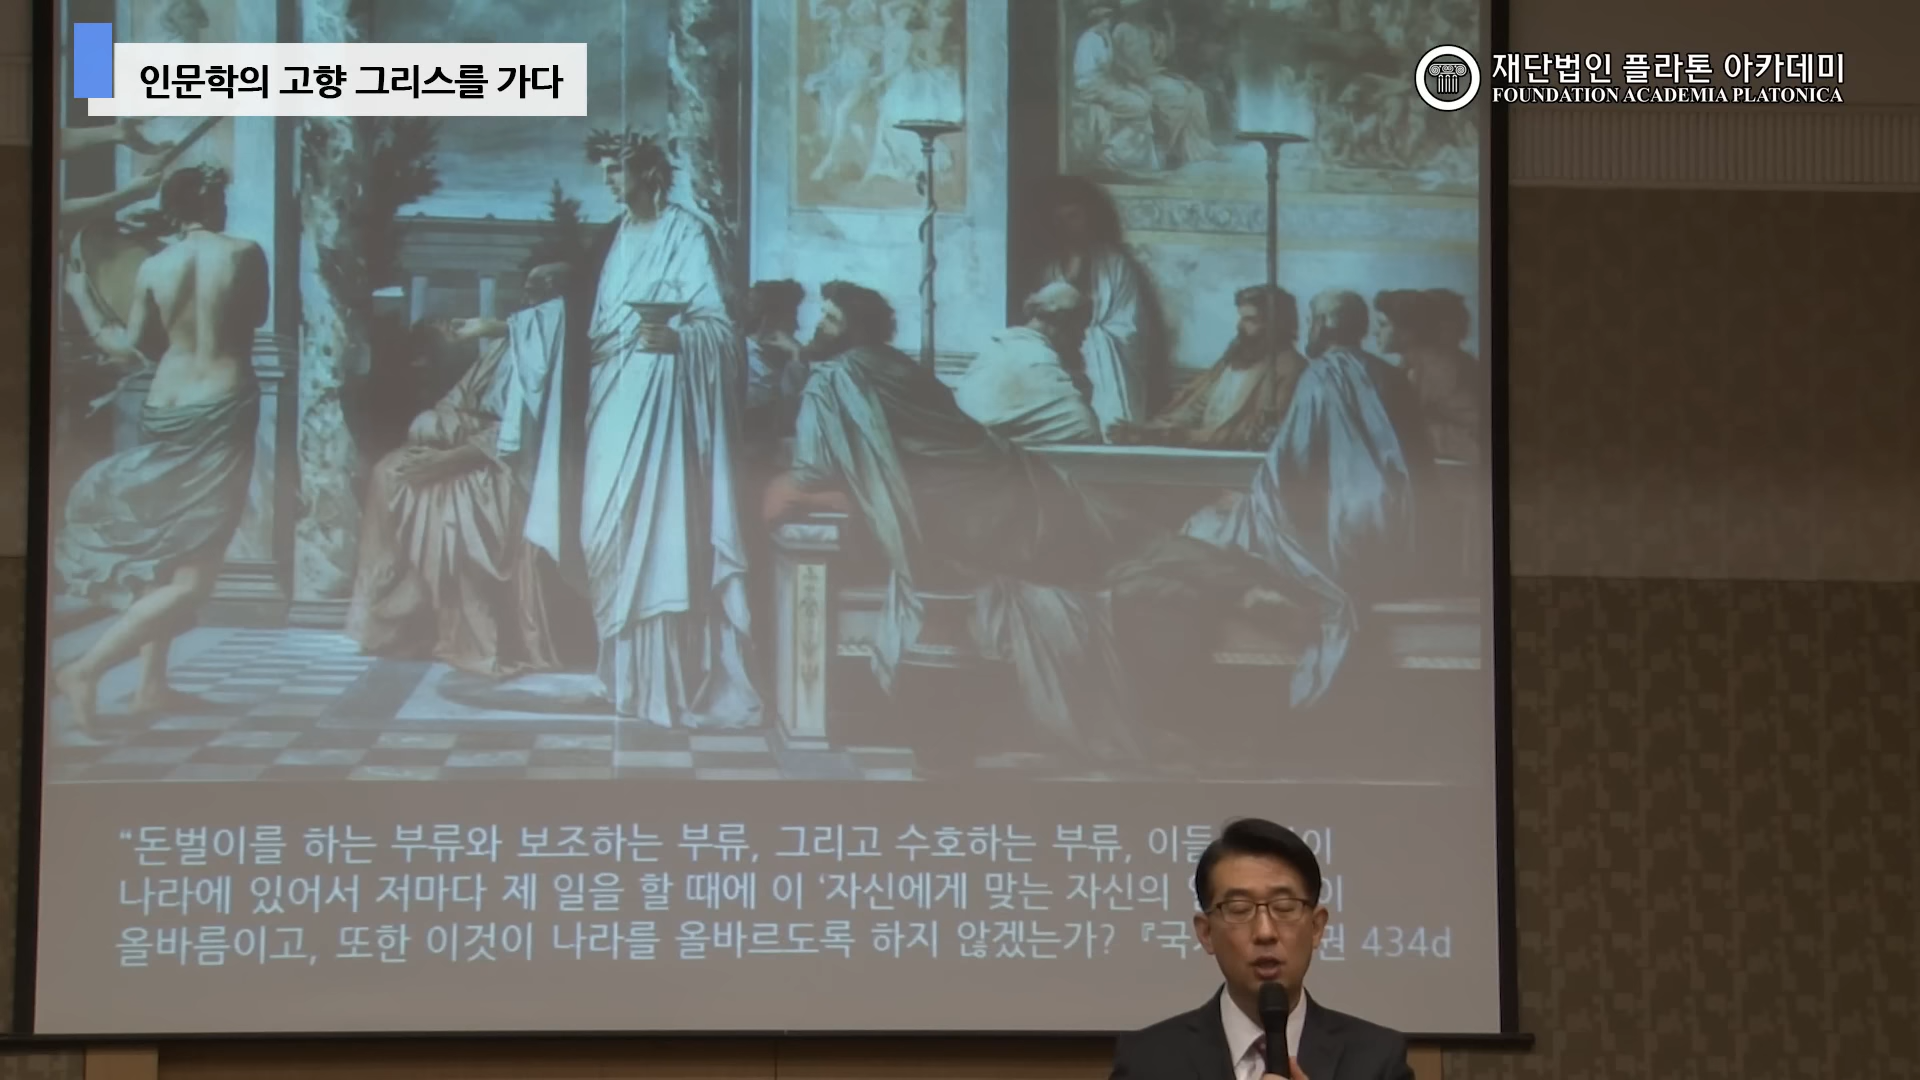 인문학의 고향 그리스를 가다
재단법인 플라톤 아카데미
FOUNDATION ACADEMIA PLATONICA
“돈벌이를 하는 부류와 보조하는 부류, 그리고 수호하는 부류,
나라에 있어서 저마다 제 일을 할 때에 이 ‘자신에게 맞는 자신의
올바름이고, 또한 이것이 나라를 올바르도록 하지 않겠는가? 434d